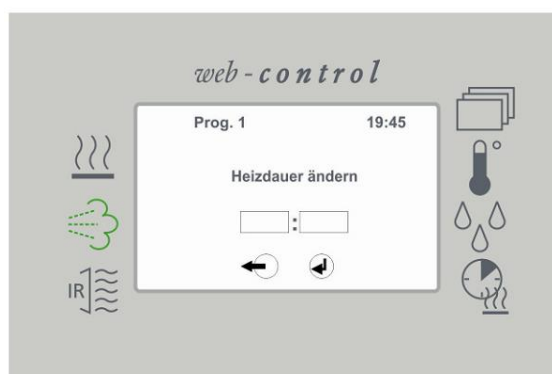 web - control
Prog. 1 19:45
Heizdauer ändern
:
IR